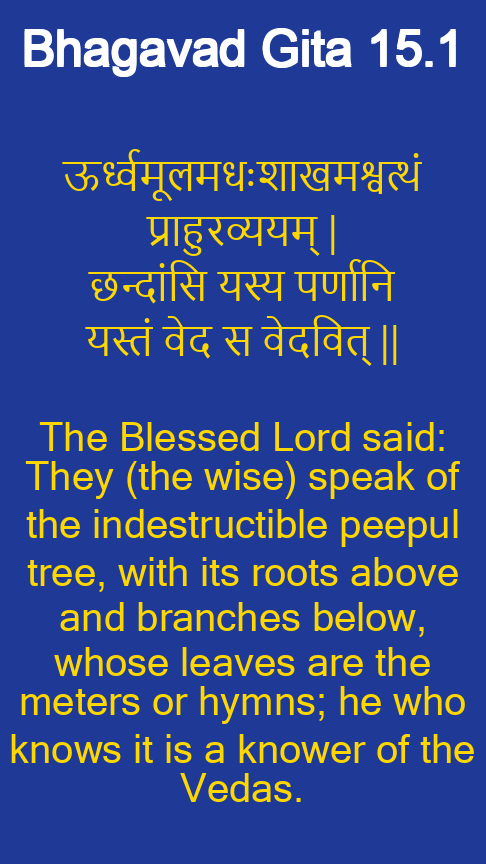 Bhagavad Gita 15.1
ऊर्ध्वमूलमधःशाखमश्वत्थं
प्राहुरव्ययम् |
छन्दांसि यस्य पर्णानि
यस्तं वेद स वेदवित् ||
The Blessed Lord said:
They (the wise) speak of
the indestructible peepul
tree, with its roots above
and branches below,
whose leaves are the
meters or hymns; he who
knows it is a knower of the
Vedas.